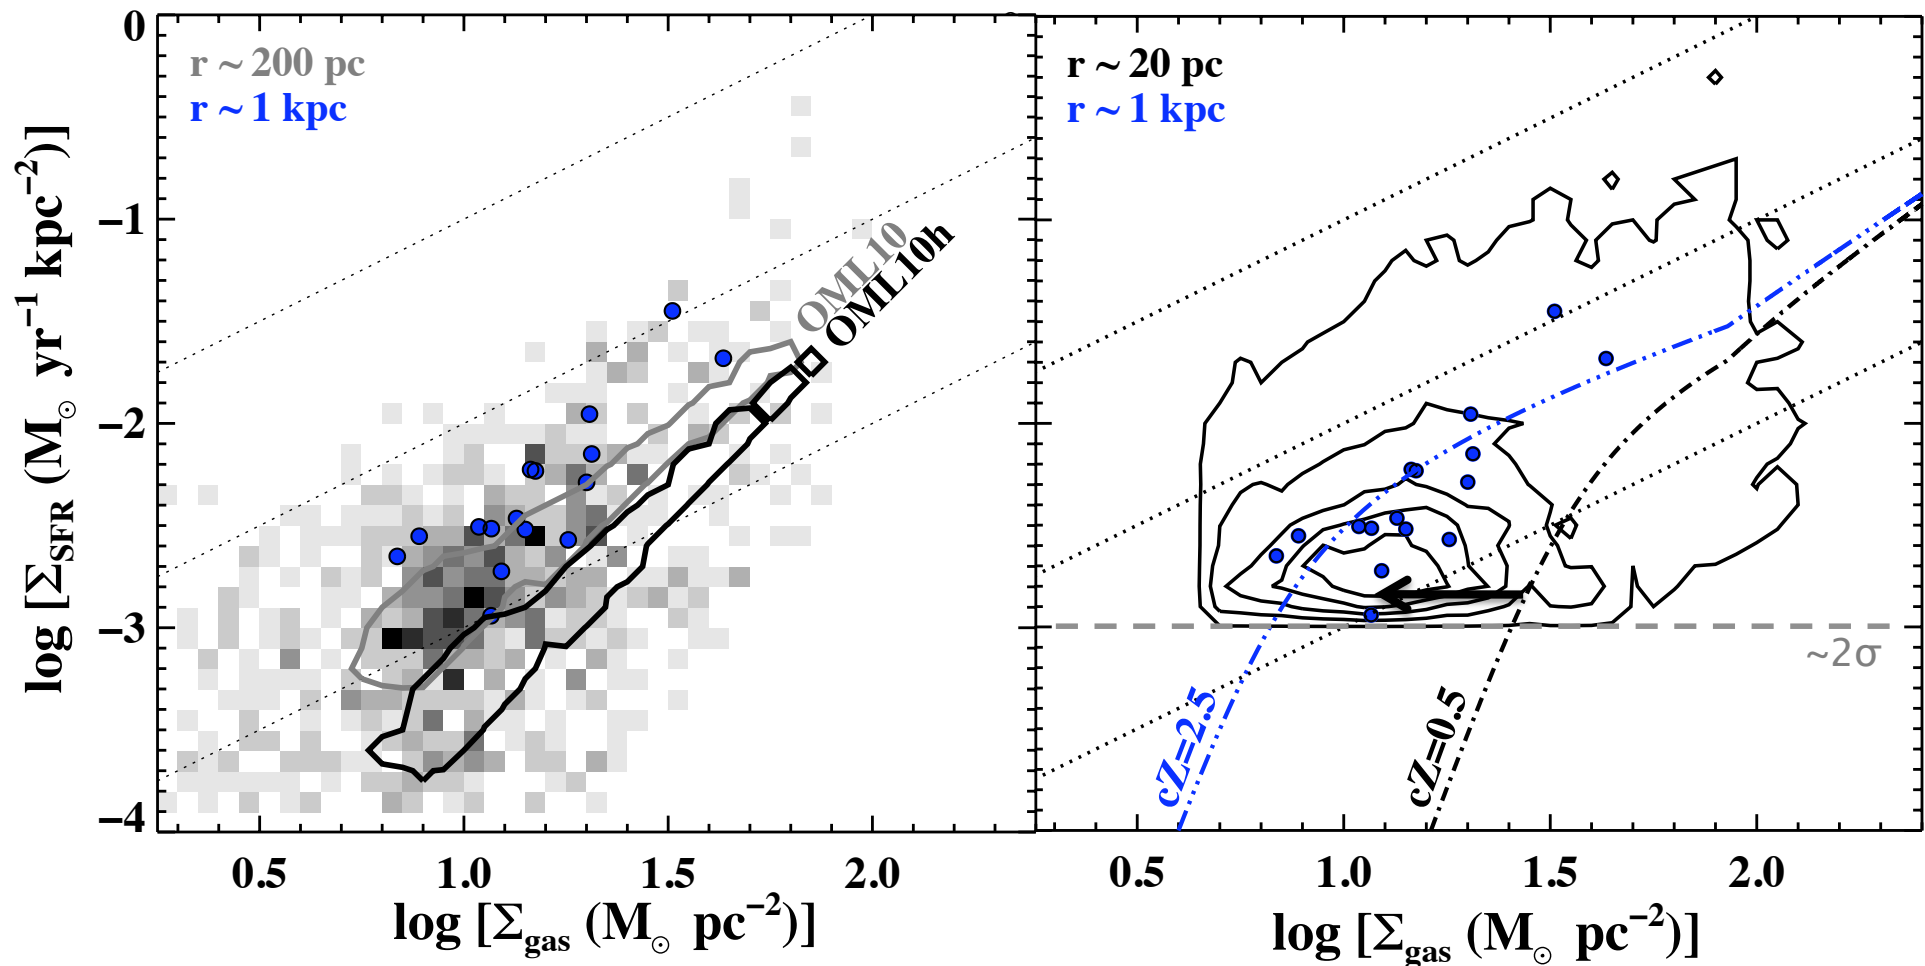 r ~ 200 pc
r ~ 1 kpc
OML10
OML10h
0
−1
−2
−3
−4
log [Σ_SFR (M_⊙ yr^−1 kpc^−2)]
0.5 1.0 1.5 2.0
log [Σ_gas (M_⊙ pc^−2)]
r ~ 20 pc
r ~ 1 kpc
~2σ
cZ=2.5
cZ=0.5
0.5 1.0 1.5 2.0
log [Σ_gas (M_⊙ pc^−2)]